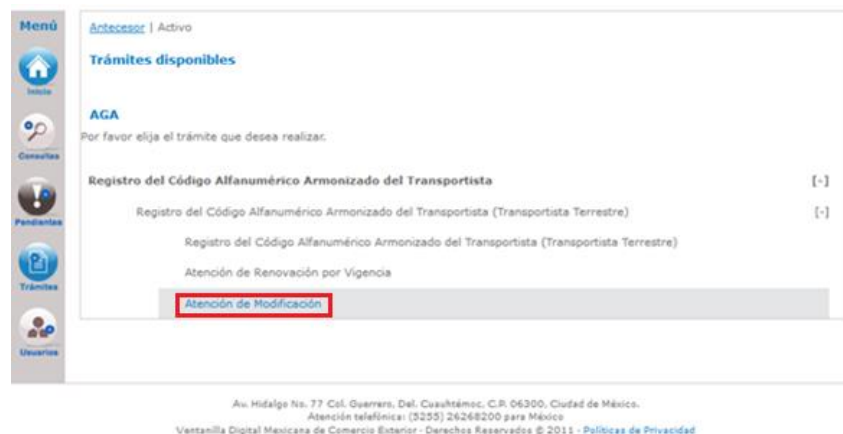 Menú
Inicio
Consultas
Pendientes
Trámites
Usuarios
Antecesor | Activo
Trámites disponibles
AGA
Por favor elija el trámite que desea realizar.
Registro del Código Alfanumérico Armonizado del Transportista [-]
Registro del Código Alfanumérico Armonizado del Transportista (Transportista Terrestre) [-]
Registro del Código Alfanumérico Armonizado del Transportista (Transportista Terrestre)
Atención de Renovación por Vigencia
Atención de Modificación
Av. Hidalgo No. 77 Col. Guerrero, Del. Cuauhtémoc, C.P. 06300, Ciudad de México.
Atención telefónica: (5255) 26268200 para México
Ventanilla Digital Mexicana de Comercio Exterior - Derechos Reservados © 2011 - Políticas de Privacidad